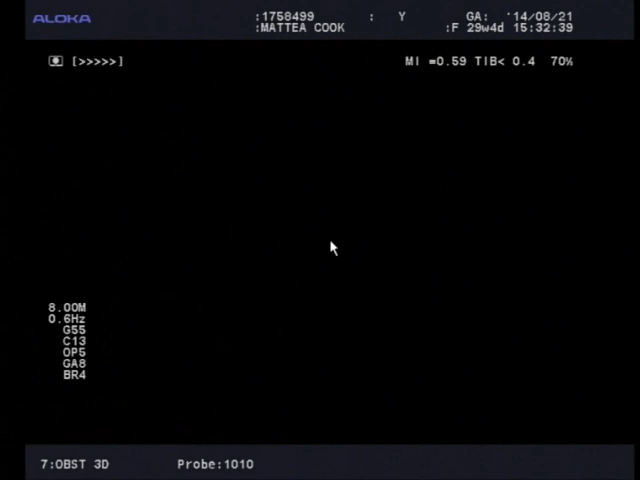 ALOKA :1758499 : Y GA: '14/08/21
:MATTEA COOK :F 29w4d 15:32:39
[>>>>>] MI =0.59 TIB< 0.4 70%
8.00M
0.6Hz
G55
C13
OP5
GA8
BR4
7:OBST 3D Probe:1010